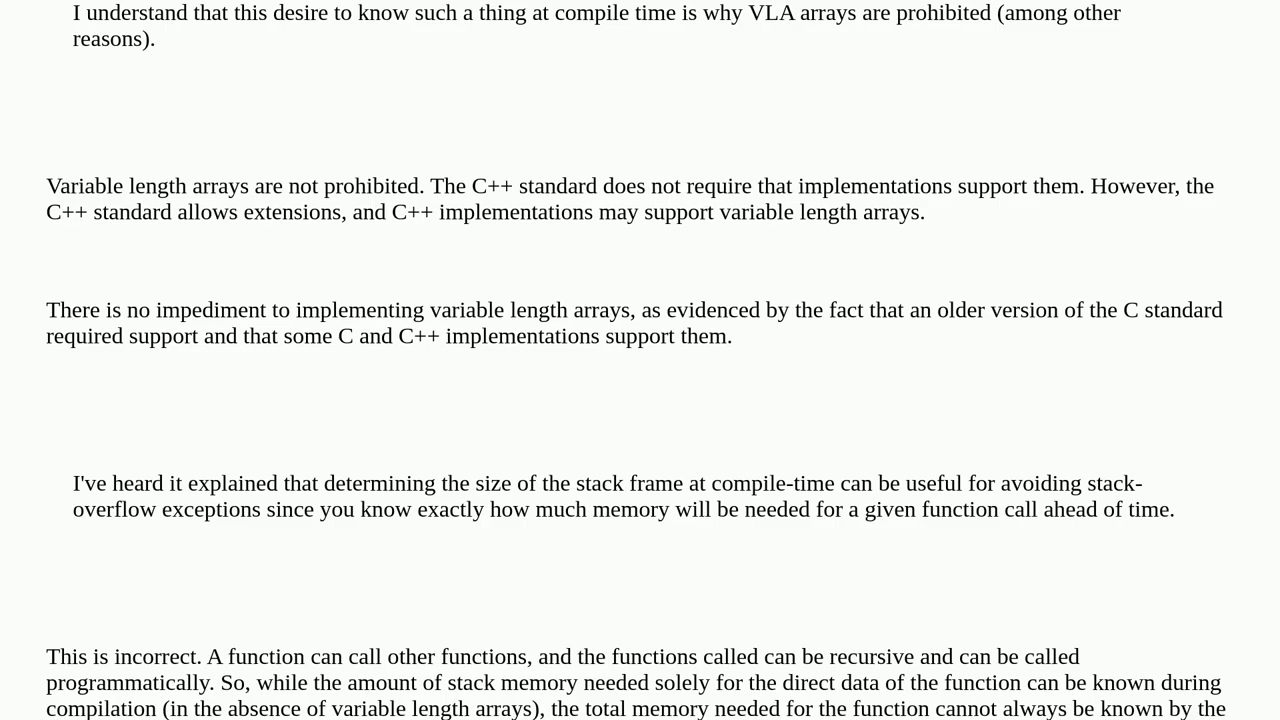 I understand that this desire to know such a thing at compile time is why VLA arrays are prohibited (among other
reasons).
Variable length arrays are not prohibited. The C++ standard does not require that implementations support them. However, the
C++ standard allows extensions, and C++ implementations may support variable length arrays.
There is no impediment to implementing variable length arrays, as evidenced by the fact that an older version of the C standard
required support and that some C and C++ implementations support them.
I've heard it explained that determining the size of the stack frame at compile-time can be useful for avoiding stack-
overflow exceptions since you know exactly how much memory will be needed for a given function call ahead of time.
This is incorrect. A function can call other functions, and the functions called can be recursive and can be called
programmatically. So, while the amount of stack memory needed solely for the direct data of the function can be known during
compilation (in the absence of variable length arrays), the total memory needed for the function cannot always be known by the